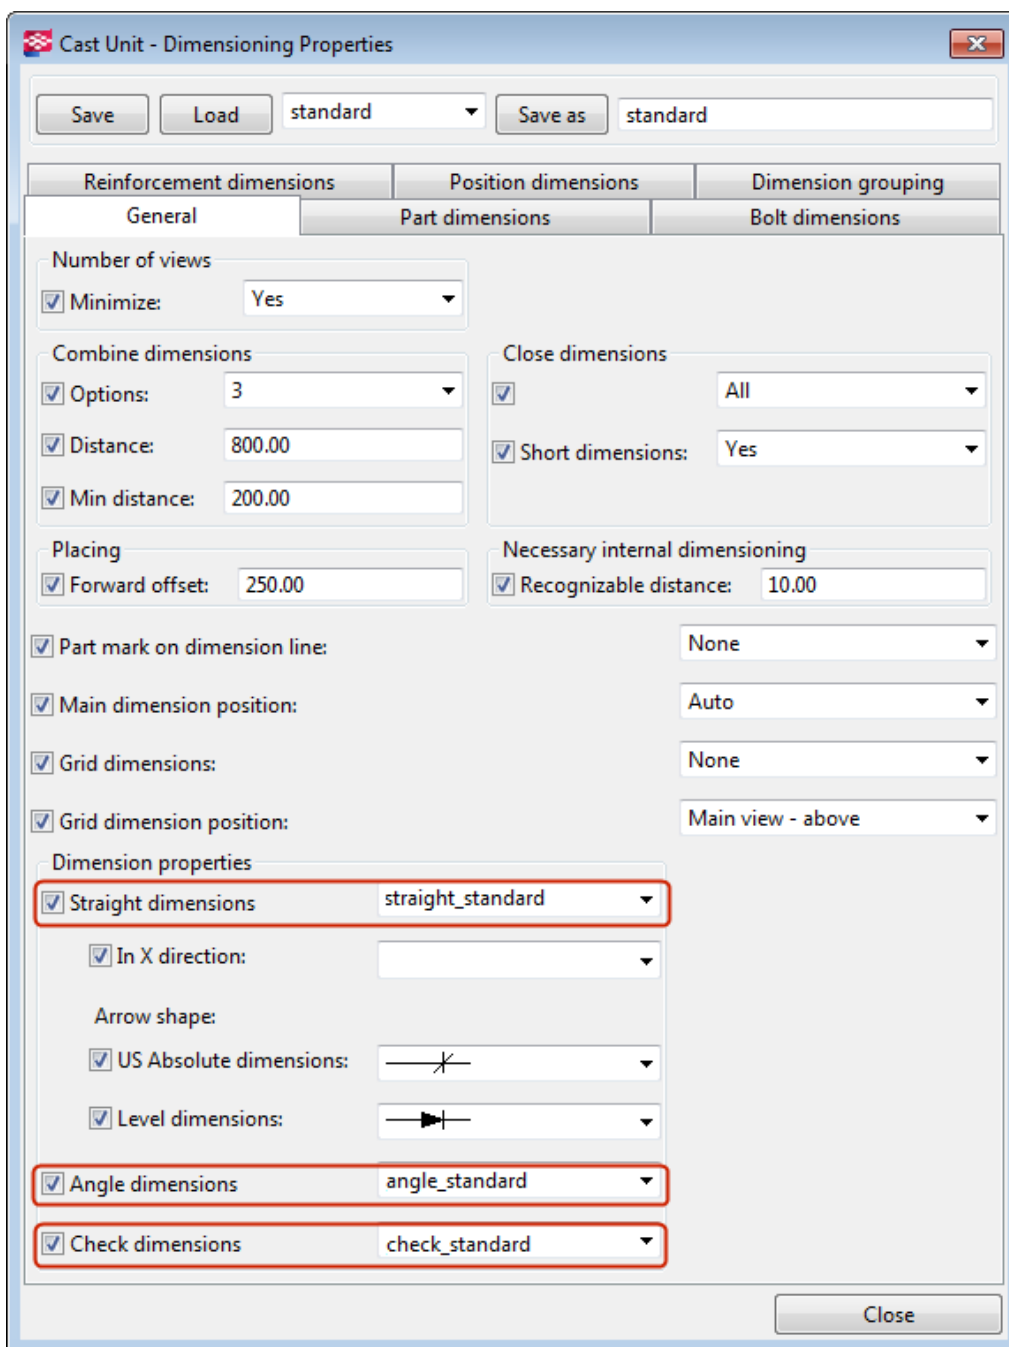 Cast Unit - Dimensioning Properties
Save Load standard Save as standard
Reinforcement dimensions Position dimensions Dimension grouping
General Part dimensions Bolt dimensions
Number of views
Minimize: Yes
Combine dimensions Close dimensions
Options: 3 All
Distance: 800.00 Short dimensions: Yes
Min distance: 200.00
Placing Necessary internal dimensioning
Forward offset: 250.00 Recognizable distance: 10.00
Part mark on dimension line: None
Main dimension position: Auto
Grid dimensions: None
Grid dimension position: Main view - above
Dimension properties
Straight dimensions straight_standard
In X direction:
Arrow shape:
US Absolute dimensions:
Level dimensions:
Angle dimensions angle_standard
Check dimensions check_standard
Close